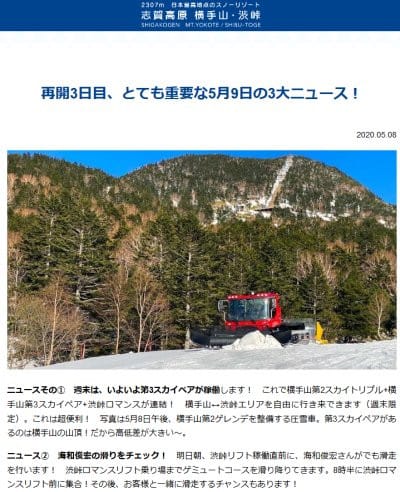 2307m 日本最高地点のスノーリゾート
志賀高原 横手山・渋峠
SHIGAKOGEN MT.YOKOTE / SHIBU-TOGE
再開3日目、とても重要な5月9日の3大ニュース！
2020.05.08
ニュースその① 週末は、いよいよ第3スカイペアが稼働します！ これで横手山第2スカイトリプル+横
手山第3スカイペア+渋峠ロマンスが連結！ 横手山↔渋峠エリアを自由に行き来できます（週末限
定）。これは超便利！ 写真は5月8日午後、横手山第2ゲレンデを整備する圧雪車。第3スカイペアがあ
るのは横手山の山頂！だから高低差が大きい～。
ニュース② 海和俊宏の滑りをチェック！ 明日朝、渋峠リフト稼働直前に、海和俊宏さんがでも滑走
を行います！ 渋峠ロマンスリフト乗り場までゲミュートコースを滑り降りてきます。8時半に渋峠ロマ
ンスリフト前に集合！その後、お客様と一緒に滑走するチャンスもあります！